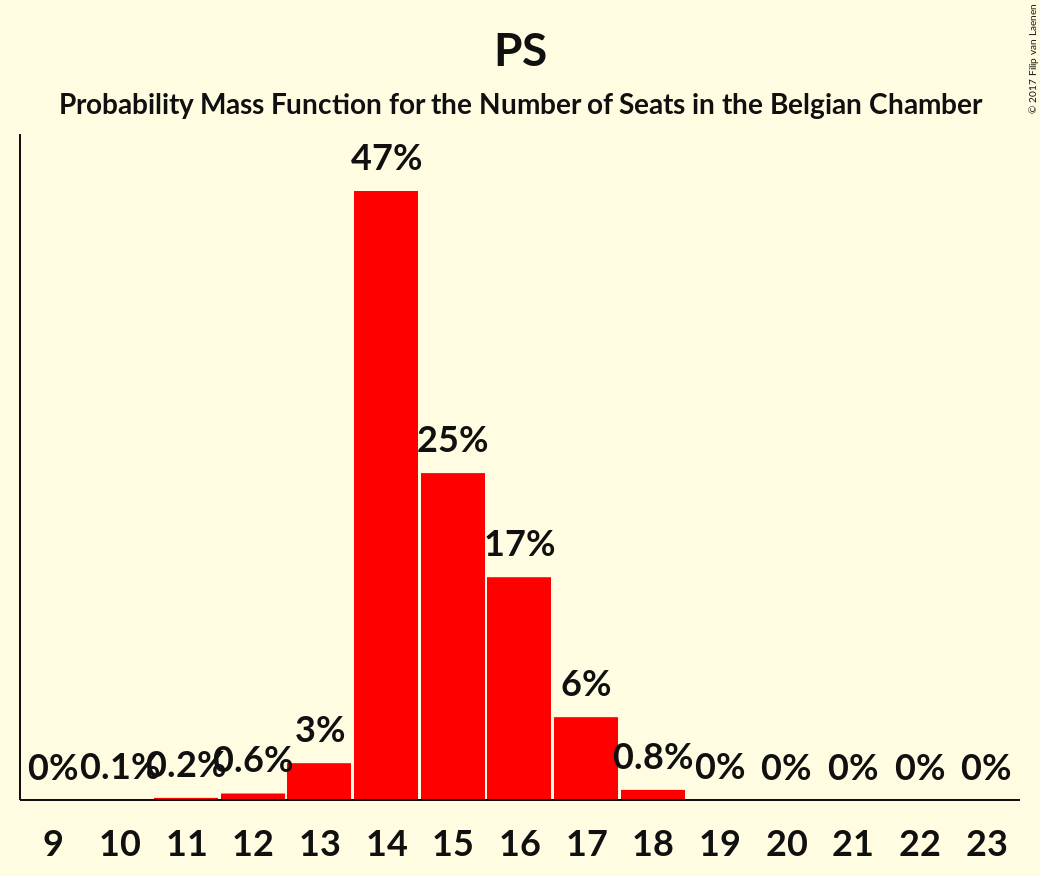 PS
Probability Mass Function for the Number of Seats in the Belgian Chamber
© 2017 Filip van Laenen
47%
25%
17%
6%
3%
0% 0.1% 0.2% 0.6% 0.8% 0% 0% 0% 0% 0%
9 10 11 12 13 14 15 16 17 18 19 20 21 22 23